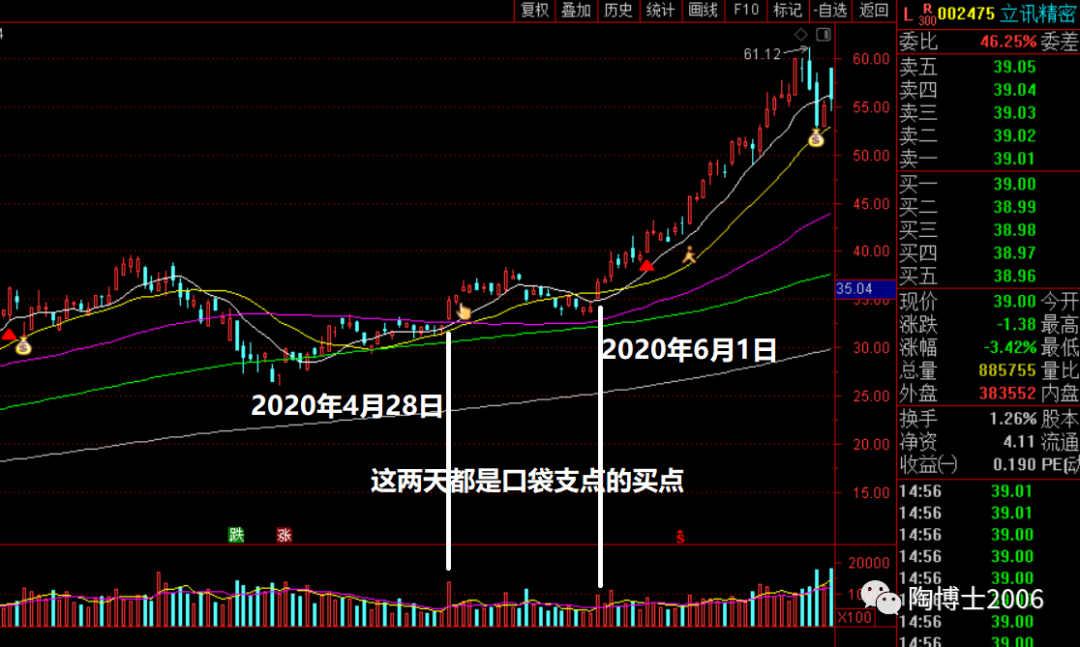 复权 叠加 历史 统计 画线 F10 标记 -自选 返回
L R 300 002475 立讯精密
4
61.12
60.00
55.00
50.00
45.00
40.00
35.04
35.00
30.00
25.00
20.00
15.00
2020年6月1日
2020年4月28日
这两天都是口袋支点的买点
跌 涨
20000
X100
委比 46.25% 委差
卖五 39.05
卖四 39.04
卖三 39.03
卖二 39.02
卖一 39.01
买一 39.00
买二 38.99
买三 38.98
买四 38.97
买五 38.96
现价 39.00 今开
涨跌 -1.38 最高
涨幅 -3.42% 最低
总量 885755 量比
外盘 383552 内盘
换手 1.26% 股本
净资 4.11 流通
收益(一) 0.190 PE(动
14:56 39.01
14:56 39.01
14:56 39.00
14:56 39.00
14:56 39.00
陶博士2006
14:56 39.00
14:56 39.00